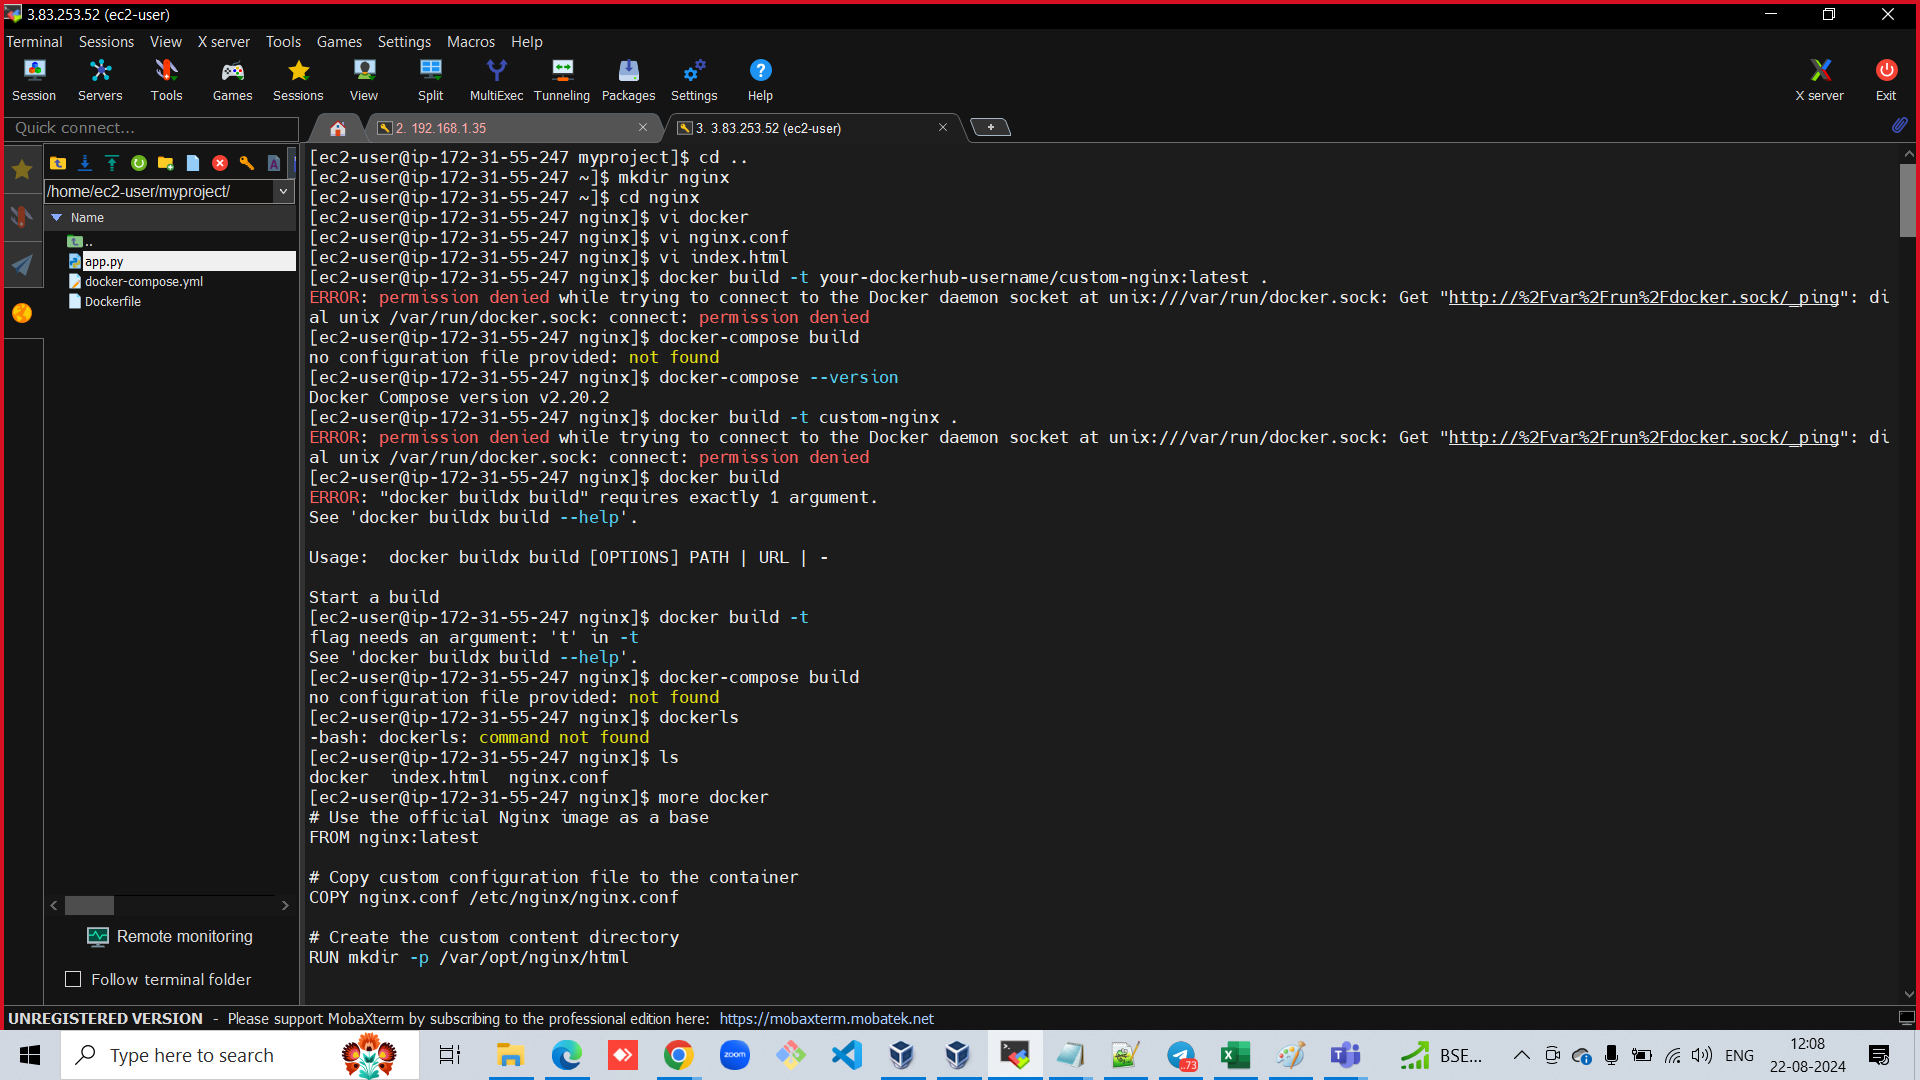 3.83.253.52 (ec2-user)
Terminal Sessions View X server Tools Games Settings Macros Help
Session Servers Tools Games Sessions View Split MultiExec Tunneling Packages Settings Help X server Exit
Quick connect...
2. 192.168.1.35
3. 3.83.253.52 (ec2-user)
/home/ec2-user/myproject/
Name
..
app.py
docker-compose.yml
Dockerfile
Remote monitoring
Follow terminal folder
[ec2-user@ip-172-31-55-247 myproject]$ cd ..
[ec2-user@ip-172-31-55-247 ~]$ mkdir nginx
[ec2-user@ip-172-31-55-247 ~]$ cd nginx
[ec2-user@ip-172-31-55-247 nginx]$ vi docker
[ec2-user@ip-172-31-55-247 nginx]$ vi nginx.conf
[ec2-user@ip-172-31-55-247 nginx]$ vi index.html
[ec2-user@ip-172-31-55-247 nginx]$ docker build -t your-dockerhub-username/custom-nginx:latest .
ERROR: permission denied while trying to connect to the Docker daemon socket at unix:///var/run/docker.sock: Get "http://%2Fvar%2Frun%2Fdocker.sock/_ping": di
al unix /var/run/docker.sock: connect: permission denied
[ec2-user@ip-172-31-55-247 nginx]$ docker-compose build
no configuration file provided: not found
[ec2-user@ip-172-31-55-247 nginx]$ docker-compose --version
Docker Compose version v2.20.2
[ec2-user@ip-172-31-55-247 nginx]$ docker build -t custom-nginx .
ERROR: permission denied while trying to connect to the Docker daemon socket at unix:///var/run/docker.sock: Get "http://%2Fvar%2Frun%2Fdocker.sock/_ping": di
al unix /var/run/docker.sock: connect: permission denied
[ec2-user@ip-172-31-55-247 nginx]$ docker build
ERROR: "docker buildx build" requires exactly 1 argument.
See 'docker buildx build --help'.
Usage:  docker buildx build [OPTIONS] PATH | URL | -
Start a build
[ec2-user@ip-172-31-55-247 nginx]$ docker build -t
flag needs an argument: 't' in -t
See 'docker buildx build --help'.
[ec2-user@ip-172-31-55-247 nginx]$ docker-compose build
no configuration file provided: not found
[ec2-user@ip-172-31-55-247 nginx]$ dockerls
-bash: dockerls: command not found
[ec2-user@ip-172-31-55-247 nginx]$ ls
docker  index.html  nginx.conf
[ec2-user@ip-172-31-55-247 nginx]$ more docker
# Use the official Nginx image as a base
FROM nginx:latest
# Copy custom configuration file to the container
COPY nginx.conf /etc/nginx/nginx.conf
# Create the custom content directory
RUN mkdir -p /var/opt/nginx/html
UNREGISTERED VERSION - Please support MobaXterm by subscribing to the professional edition here: https://mobaxterm.mobatek.net
Type here to search
zoom
..73
BSE...
ENG
12:08
22-08-2024